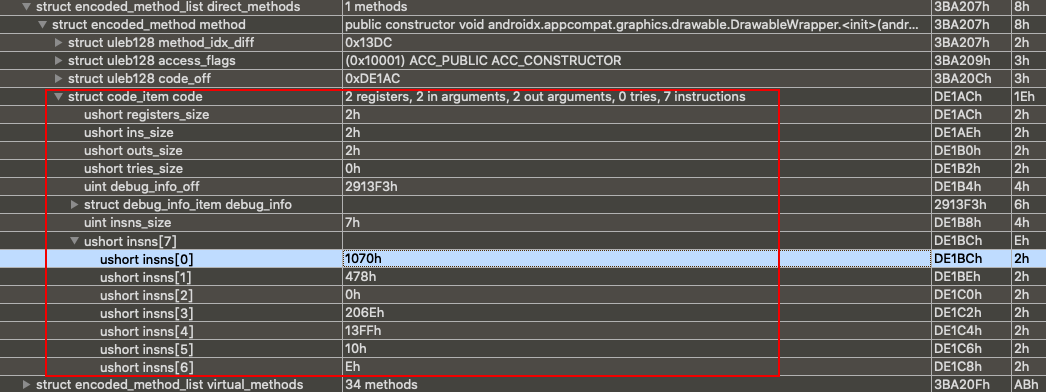 struct encoded_method_list direct_methods 1 methods 3BA207h 8h
struct encoded_method method public constructor void androidx.appcompat.graphics.drawable.DrawableWrapper.<init>(andr... 3BA207h 8h
struct uleb128 method_idx_diff 0x13DC 3BA207h 2h
struct uleb128 access_flags (0x10001) ACC_PUBLIC ACC_CONSTRUCTOR 3BA209h 3h
struct uleb128 code_off 0xDE1AC 3BA20Ch 3h
struct code_item code 2 registers, 2 in arguments, 2 out arguments, 0 tries, 7 instructions DE1ACh 1Eh
ushort registers_size 2h DE1ACh 2h
ushort ins_size 2h DE1AEh 2h
ushort outs_size 2h DE1B0h 2h
ushort tries_size 0h DE1B2h 2h
uint debug_info_off 2913F3h DE1B4h 4h
struct debug_info_item debug_info 2913F3h 6h
uint insns_size 7h DE1B8h 4h
ushort insns[7] DE1BCh Eh
ushort insns[0] 1070h DE1BCh 2h
ushort insns[1] 478h DE1BEh 2h
ushort insns[2] 0h DE1C0h 2h
ushort insns[3] 206Eh DE1C2h 2h
ushort insns[4] 13FFh DE1C4h 2h
ushort insns[5] 10h DE1C6h 2h
ushort insns[6] Eh DE1C8h 2h
struct encoded_method_list virtual_methods 34 methods 3BA20Fh ABh